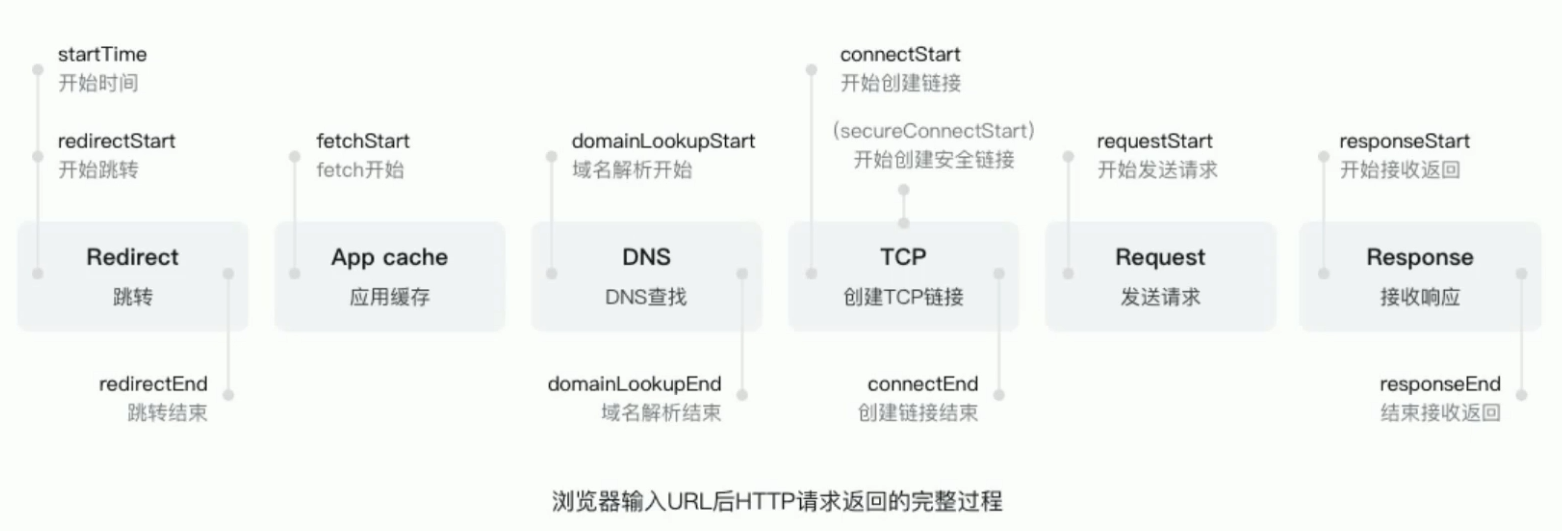 startTime
开始时间
redirectStart
开始跳转
Redirect
跳转
redirectEnd
跳转结束
fetchStart
fetch开始
App cache
应用缓存
domainLookupStart
域名解析开始
DNS
DNS查找
domainLookupEnd
域名解析结束
connectStart
开始创建链接
(secureConnectStart)
开始创建安全链接
TCP
创建TCP链接
connectEnd
创建链接结束
requestStart
开始发送请求
Request
发送请求
responseStart
开始接收返回
Response
接收响应
responseEnd
结束接收返回
浏览器输入URL后HTTP请求返回的完整过程